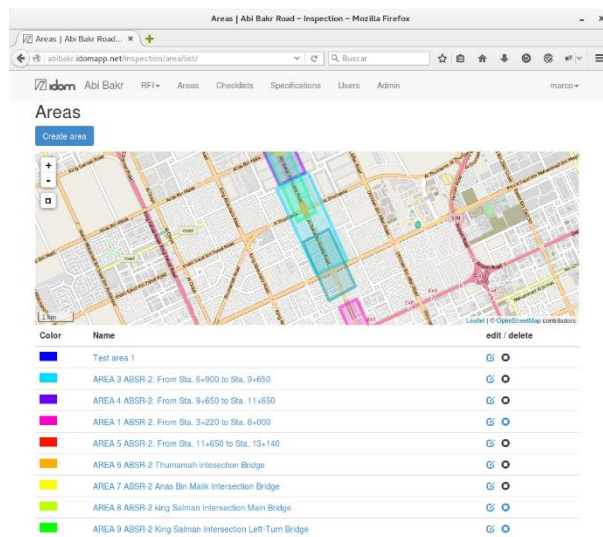 Areas | Abi Bakr Road – Inspection – Mozilla Firefox
Areas | Abi Bakr Road...
abibakr.idomapp.net/inspection/area/list/
Buscar
idom Abi Bakr RFI Areas Checklists Specifications Users Admin marco
Areas
Create area
+
-
1 km
Leaflet | © OpenStreetMap contributors
Color Name edit / delete
Test area 1
AREA 3 ABSR-2. From Sta. 6+900 to Sta. 9+650
AREA 4 ABSR-2. From Sta. 9+650 to Sta, 11+650
AREA 1 ABSR-2. From Sta. 3+220 to Sta. 6+000
AREA 5 ABSR-2. From Sta. 11+650 to Sta. 13+140
AREA 6 ABSR-2 Thumamah intesection Bridge
AREA 7 ABSR-2 Anas Bin Malik Intersection Bridge
AREA 8 ABSR-2 king Salman Intersection Main Bridge
AREA 9 ABSR-2 King Salman Intersection Left-Turn Bridge